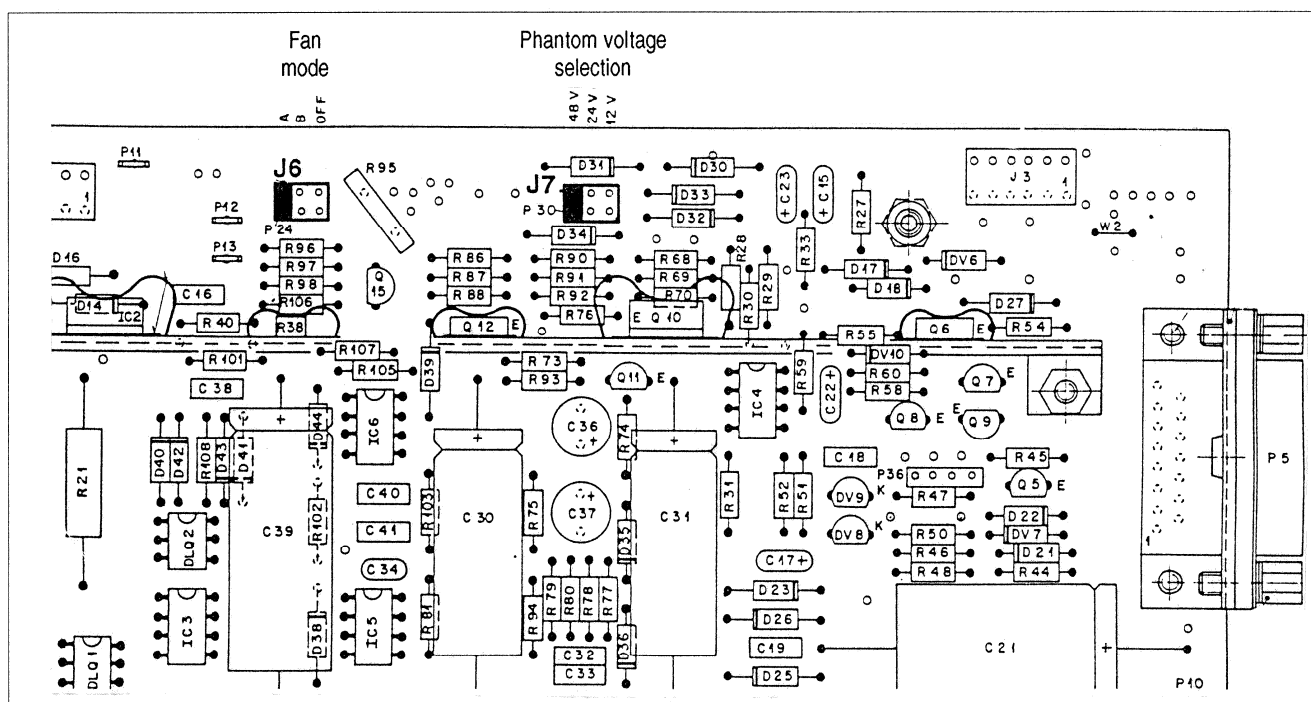 Fan mode
Phantom voltage selection
A B OFF
48V 24V 12V
P11
J6
R95
J7
D31
D30
+C23
+C15
R27
J3
1
P12
P 30
D33
P'24
D32
W2
P13
R96
D34
R33
D16
R97
Q 15
R86
R90
R68
R28
DV6
R98
R87
R91
R69
R29
D17
C16
R106
R88
R92
R70
R30
D18
D14
IC2
R76
D27
R40
R38
Q 12 E
E Q 10
R55
Q6 E
R54
R101
R107
D39
R73
R59
DV10
R105
R93
Q11 E
IC4
C22+
R60
Q7 E
C38
R58
+
D44
IC6
+
C36
+
R74
+
Q8 E
E Q9
D40
D42
R108
D43
D41
C18
R45
P5
R21
R31
R52
R51
P36
C40
R103
C30
R75
+
C37
C31
DV9 K
R47
Q5 E
C39
R102
D22
DLQ2
C41
D35
DV8 K
R50
DV7
1
R46
D21
C34
C17+
R48
R44
R79
R80
R78
R77
D23
IC3
D38
IC5
R81
R94
D36
D26
DLQ1
C32
C19
C21
+
C33
D25
P10